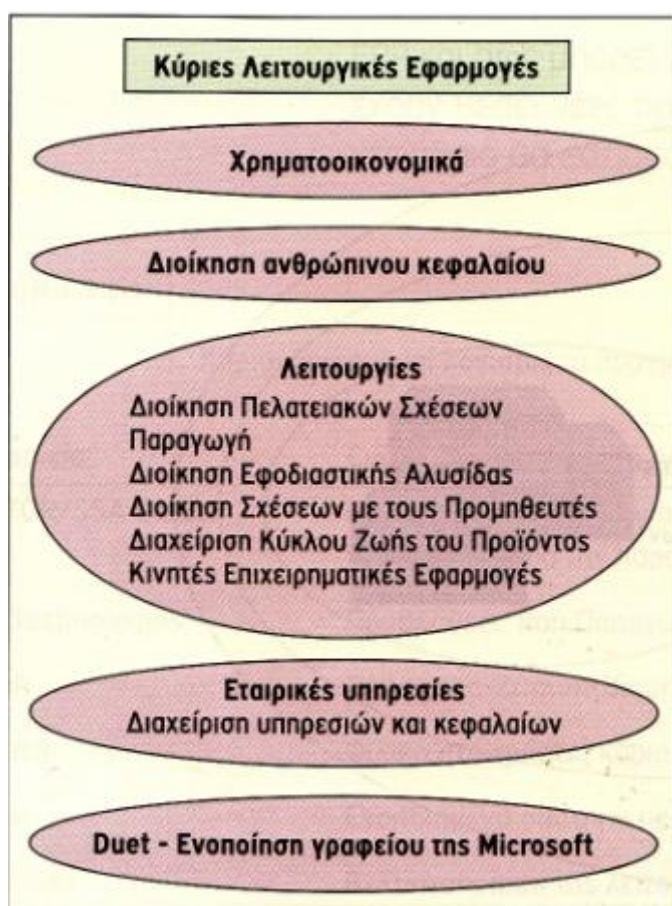 Κύριες Λειτουργικές Εφαρμογές
Χρηματοοικονομικά
Διοίκηση ανθρώπινου κεφαλαίου
Λειτουργίες
Διοίκηση Πελατειακών Σχέσεων
Παραγωγή
Διοίκηση Εφοδιαστικής Αλυσίδας
Διοίκηση Σχέσεων με τους Προμηθευτές
Διαχείριση Κύκλου Ζωής του Προϊόντος
Κινητές Επιχειρηματικές Εφαρμογές
Εταιρικές υπηρεσίες
Διαχείριση υπηρεσιών και κεφαλαίων
Duet - Ενοποίηση γραφείου της Microsoft